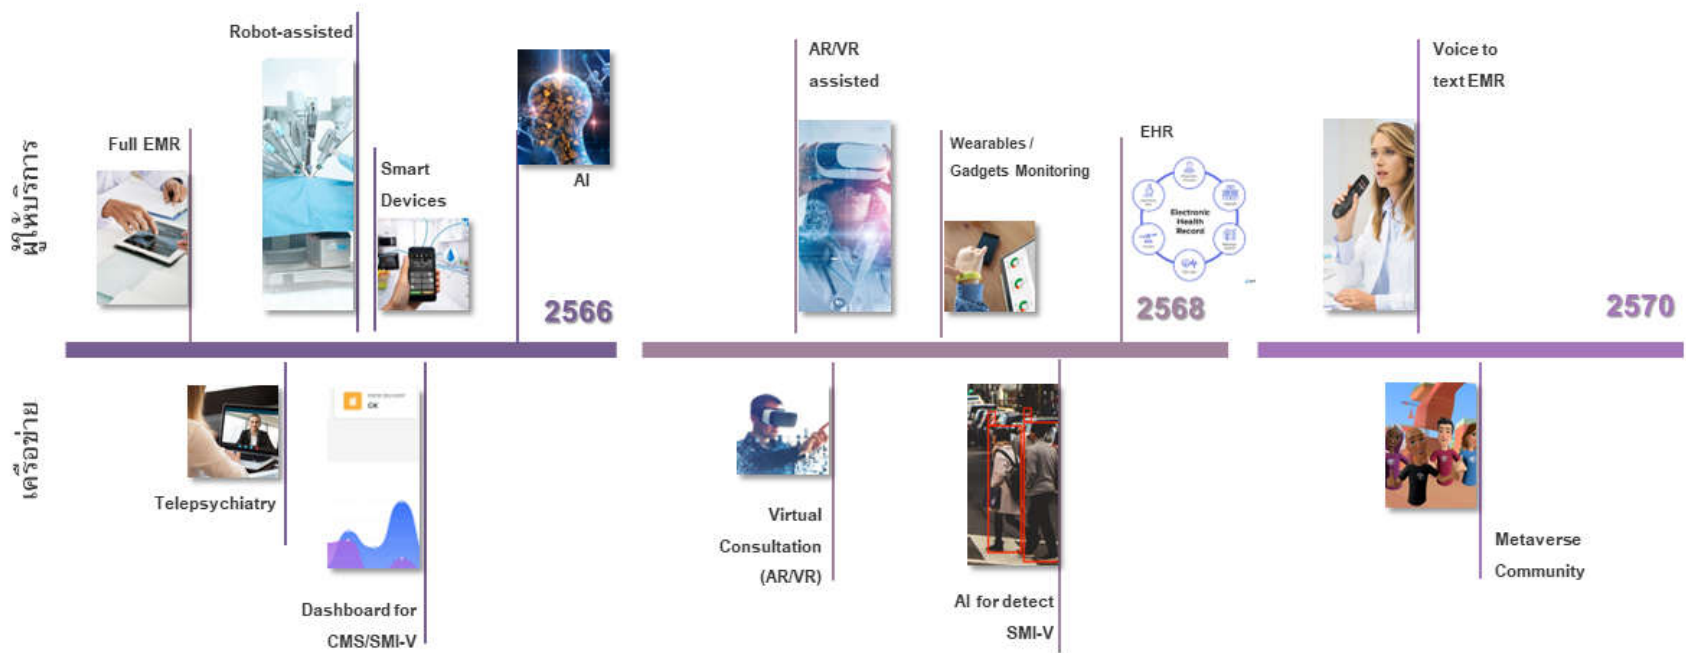 Robot-assisted
Full EMR
Smart
Devices
AI
2566
AR/VR
assisted
Wearables /
Gadgets Monitoring
EHR
Electronic
Health
Record
2568
Voice to
text EMR
2570
ผู้ให้บริการ
เครือข่าย
OK
Telepsychiatry
Dashboard for
CMS/SMI-V
Virtual
Consultation
(AR/VR)
AI for detect
SMI-V
Metaverse
Community